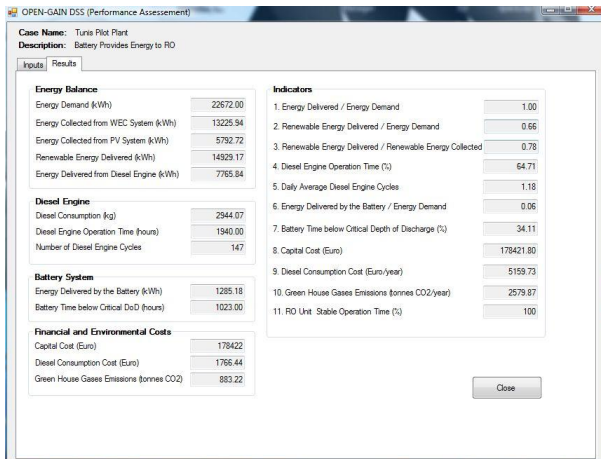 OPEN-GAIN DSS (Performance Assessement)
Case Name: Tunis Pilot Plant
Description: Battery Provides Energy to RO
Inputs Results
Energy Balance
Energy Demand (kWh) 22672.00
Energy Collected from WEC System (kWh) 13225.94
Energy Collected from PV System (kWh) 5792.72
Renewable Energy Delivered (kWh) 14929.17
Energy Delivered from Diesel Engine (kWh) 7765.84
Diesel Engine
Diesel Consumption (kg) 2944.07
Diesel Engine Operation Time (hours) 1940.00
Number of Diesel Engine Cycles 147
Battery System
Energy Delivered by the Battery (kWh) 1285.18
Battery Time below Critical DoD (hours) 1023.00
Financial and Environmental Costs
Capital Cost (Euro) 178422
Diesel Consumption Cost (Euro) 1766.44
Green House Gases Emissions (tonnes CO2) 883.22
Indicators
1. Energy Delivered / Energy Demand 1.00
2. Renewable Energy Delivered / Energy Demand 0.66
3. Renewable Energy Delivered / Renewable Energy Collected 0.78
4. Diesel Engine Operation Time (%) 64.71
5. Daily Average Diesel Engine Cycles 1.18
6. Energy Delivered by the Battery / Energy Demand 0.06
7. Battery Time below Critical Depth of Discharge (%) 34.11
8. Capital Cost (Euro) 178421.80
9. Diesel Consumption Cost (Euro/year) 5159.73
10. Green House Gases Emissions (tonnes CO2/year) 2579.87
11. RO Unit Stable Operation Time (%) 100
Close